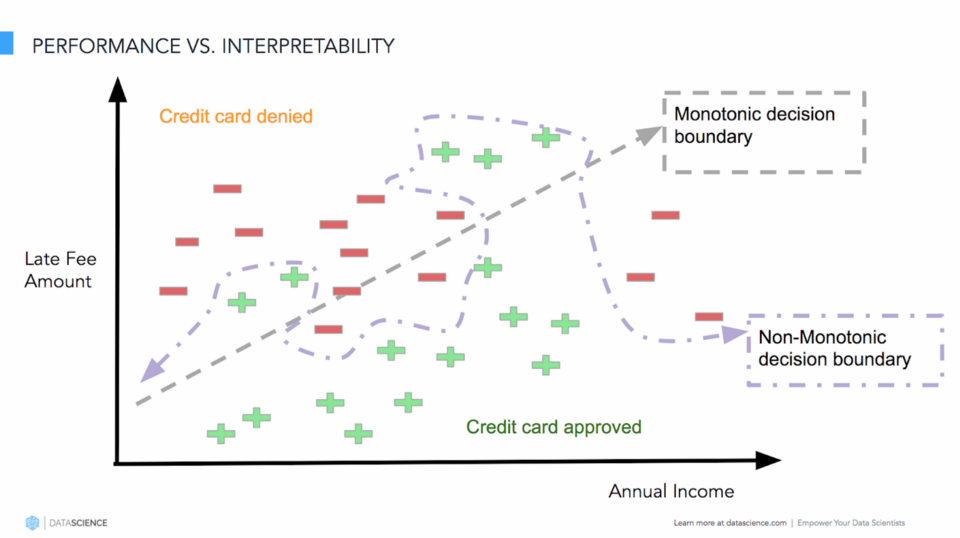 PERFORMANCE VS. INTERPRETABILITY
Credit card denied
Monotonic decision
boundary
Late Fee
Amount
Non-Monotonic
decision boundary
Credit card approved
Annual Income
DATASCIENCE
Learn more at datascience.com | Empower Your Data Scientists